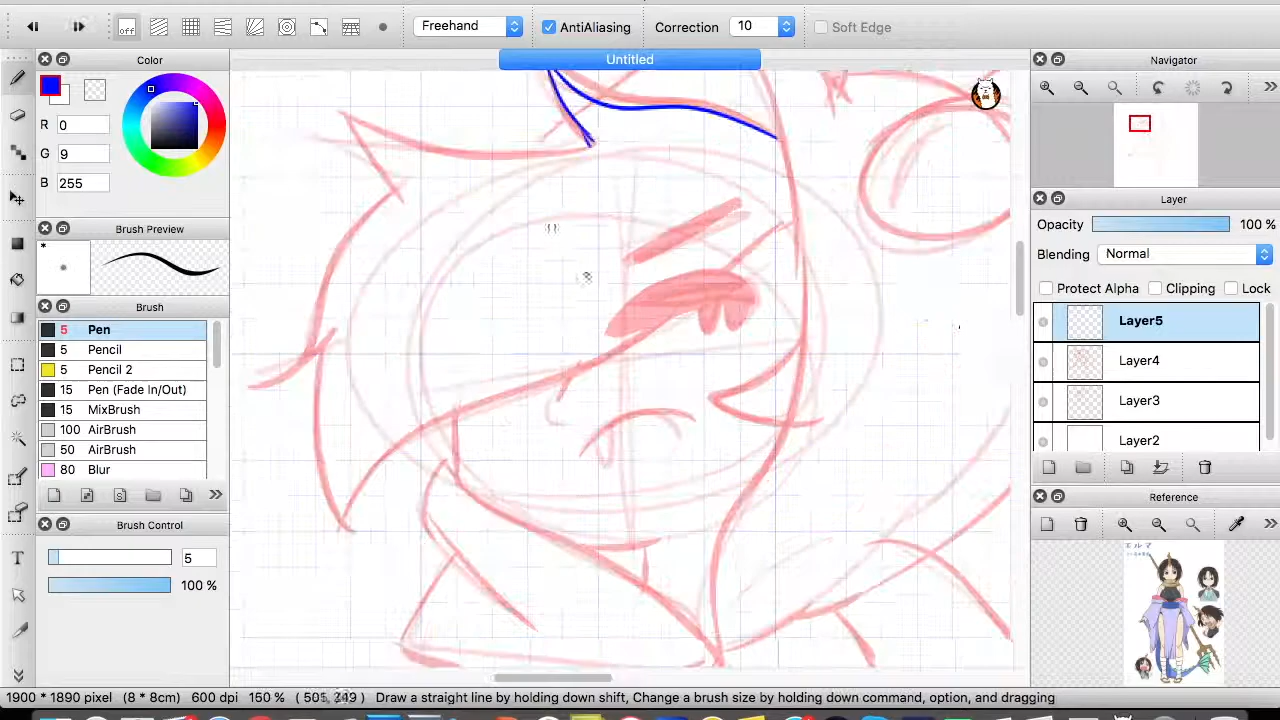 off
Freehand
AntiAliasing
Correction
10
Soft Edge
Color
Untitled
Navigator
R
0
G
9
B
255
Layer
Opacity
100 %
Blending
Normal
Protect Alpha
Clipping
Lock
Brush Preview
*
Brush
5 Pen
5 Pencil
5 Pencil 2
15 Pen (Fade In/Out)
15 MixBrush
100 AirBrush
50 AirBrush
80 Blur
Layer5
Layer4
Layer3
Layer2
Brush Control
5
100 %
Reference
エルマ
T
1900 * 1890 pixel (8 * 8cm) 600 dpi 150 % Draw a straight line by holding down shift, Change a brush size by holding down command, option, and dragging